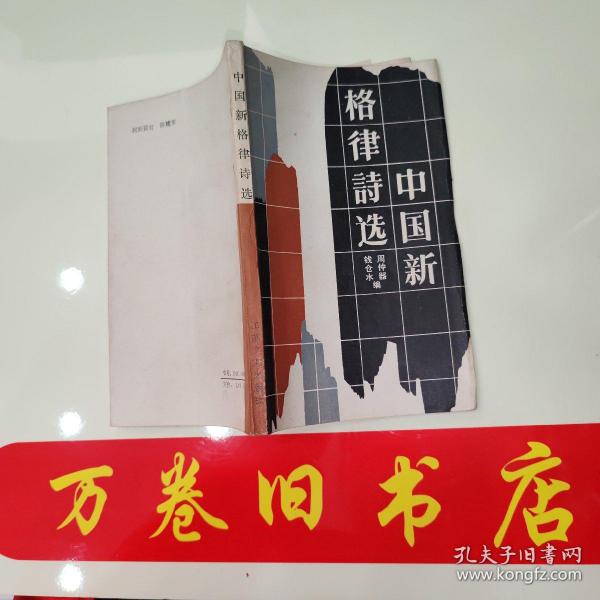 中国新
格律詩选
周仲器
钱仓水 编
中国新格律诗选
万卷旧书店
孔夫子旧書网
www.kongfz.com